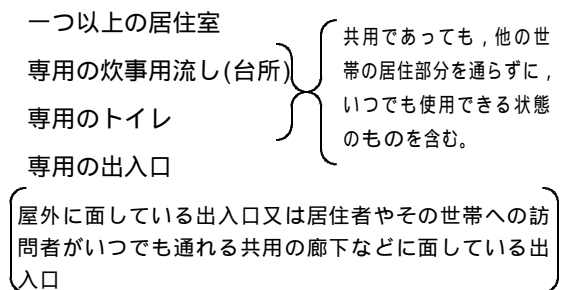 一つ以上の居住室
専用の炊事用流し(台所)
専用のトイレ
共用であっても,他の世
帯の居住部分を通らずに,
いつでも使用できる状態
のものを含む。
専用の出入口
屋外に面している出入口又は居住者やその世帯への訪
問者がいつでも通れる共用の廊下などに面している出
入口